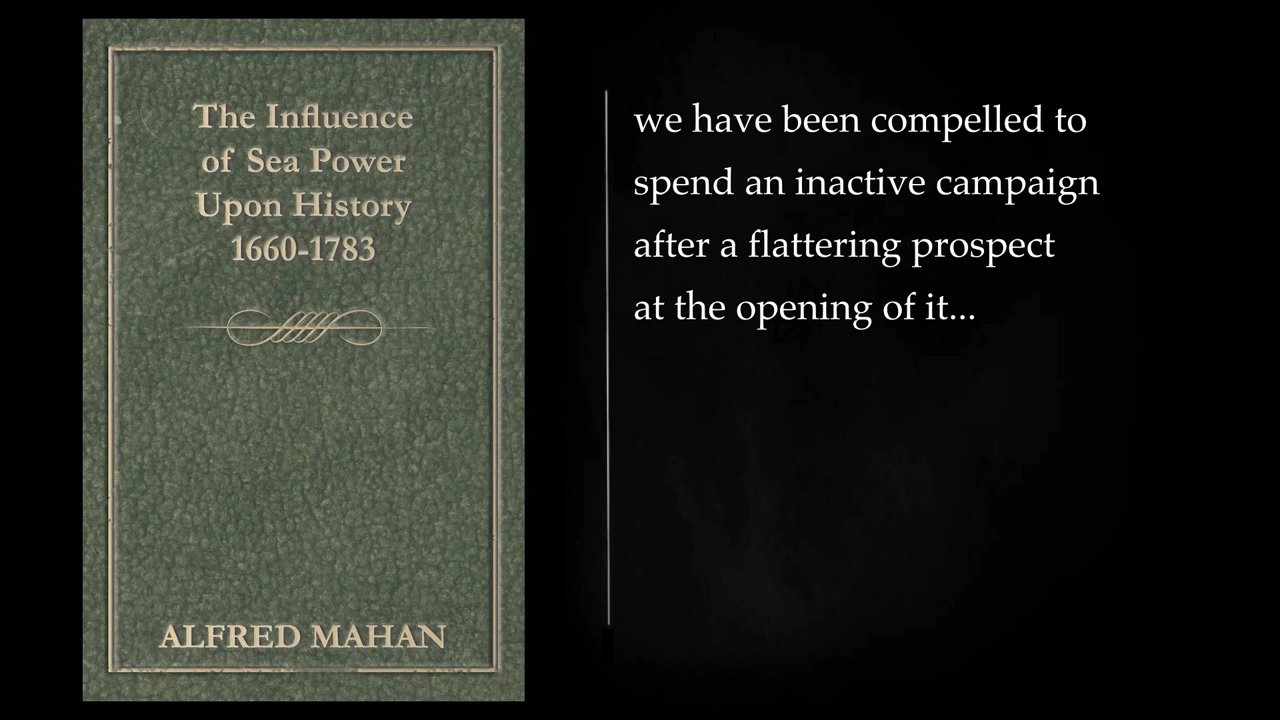 The Influence
of Sea Power
Upon History
1660-1783
ALFRED MAHAN
we have been compelled to
spend an inactive campaign
after a flattering prospect
at the opening of it...